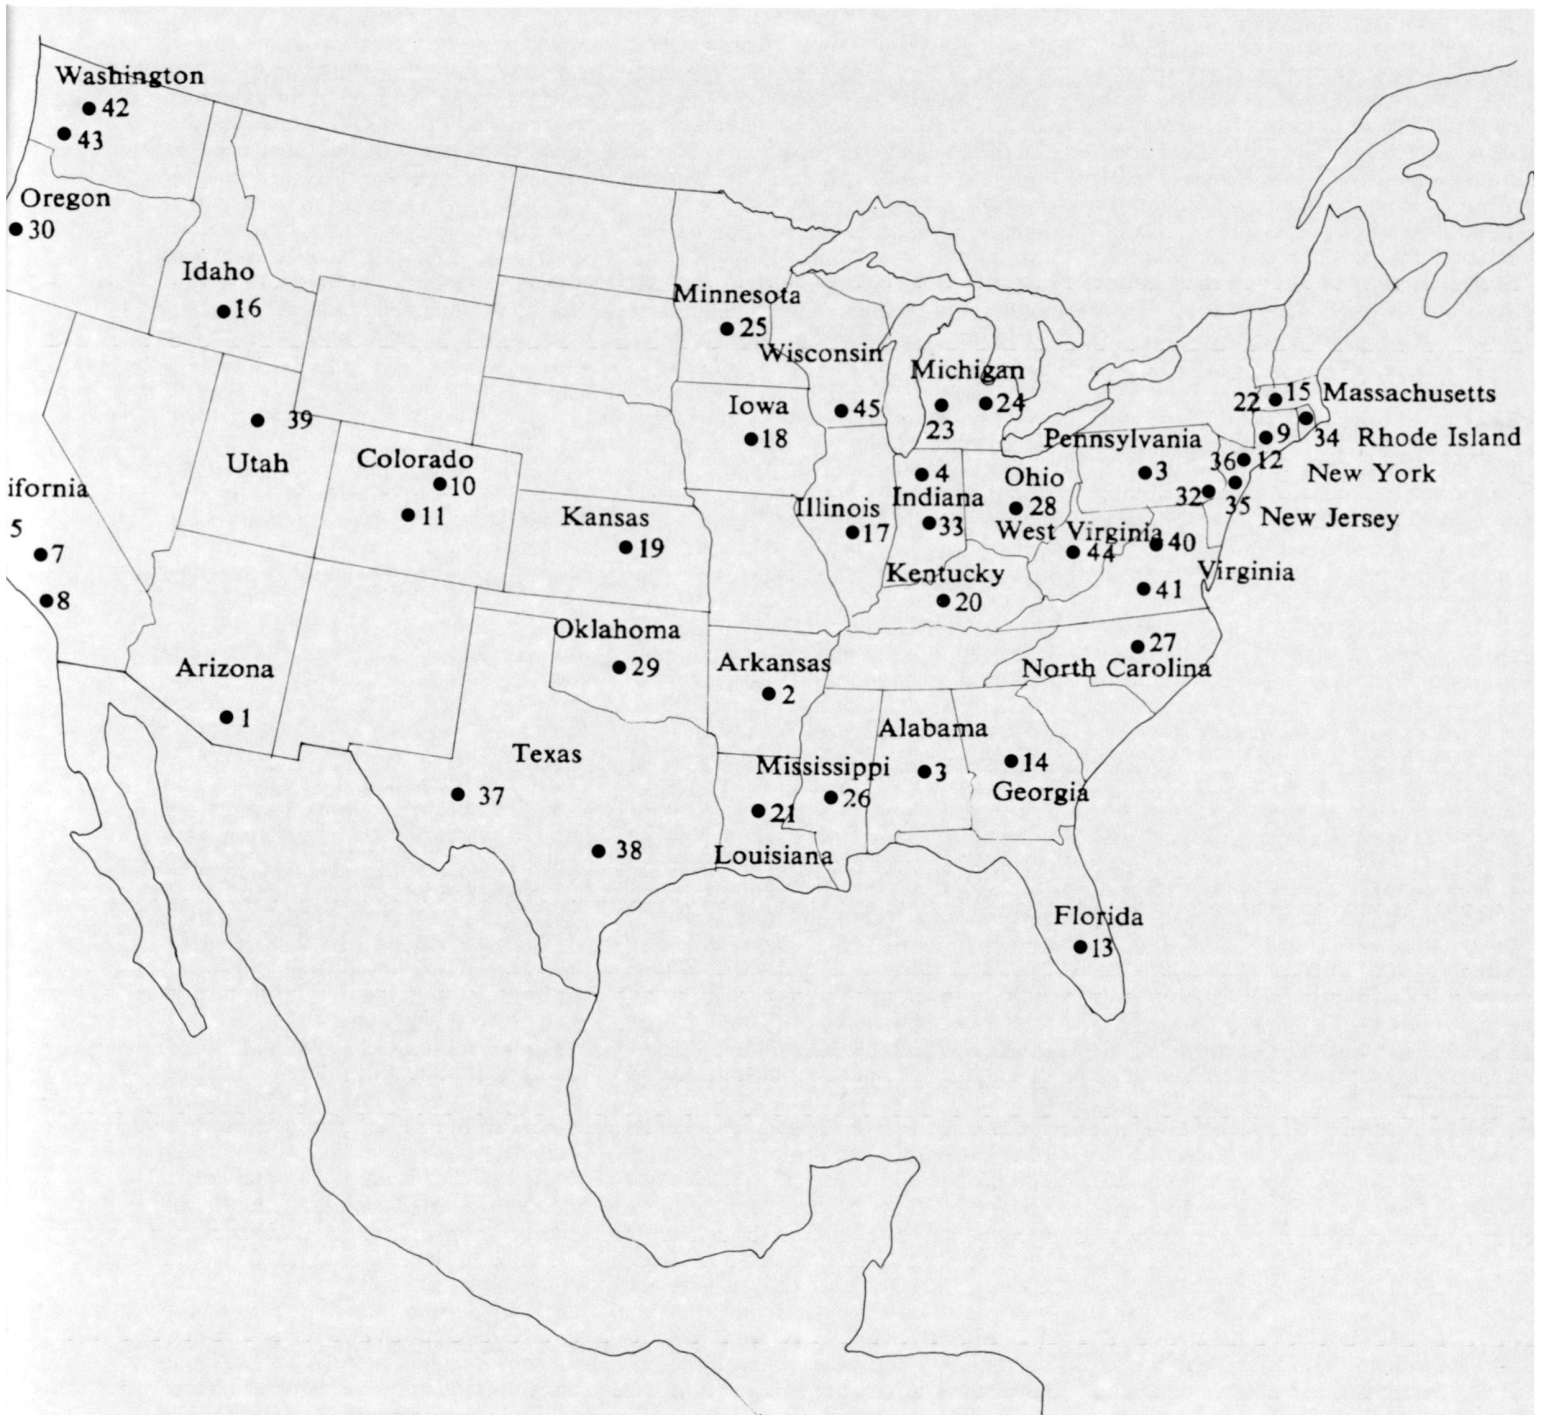 Washington
42
43
Oregon
30
Idaho
16
Minnesota
25
Wisconsin
45
Michigan
23
24
Iowa
18
39
Utah
Colorado
10
11
ifornia
5
7
8
Kansas
19
Illinois
17
4
Indiana
33
Ohio
28
Pennsylvania
3
22
15
Massachusetts
9
34
Rhode Island
36
12
New York
32
35
New Jersey
West Virginia
44
40
Virginia
41
Kentucky
20
Oklahoma
29
Arkansas
2
27
North Carolina
Arizona
1
Texas
37
38
Alabama
3
Mississippi
26
14
Georgia
21
Louisiana
Florida
13